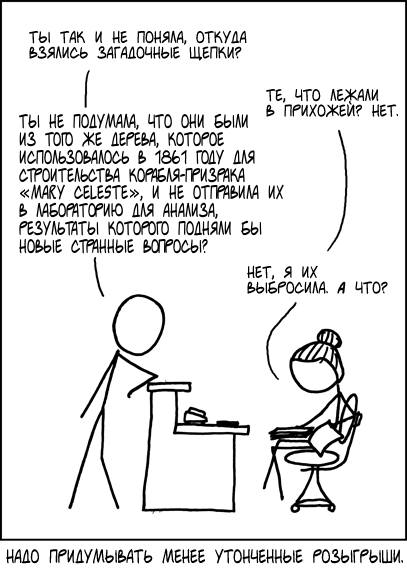 ТЫ ТАК И НЕ ПОНЯЛА, ОТКУДА
ВЗЯЛИСЬ ЗАГАДОЧНЫЕ ЩЕПКИ?
ТЕ, ЧТО ЛЕЖАЛИ
В ПРИХОЖЕЙ? НЕТ.
ТЫ НЕ ПОДУМАЛА, ЧТО ОНИ БЫЛИ
ИЗ ТОГО ЖЕ ДЕРЕВА, КОТОРОЕ
ИСПОЛЬЗОВАЛОСЬ В 1861 ГОДУ ДЛЯ
СТРОИТЕЛЬСТВА КОРАБЛЯ-ПРИЗРАКА
«MARY CELESTE», И НЕ ОТПРАВИЛА ИХ
В ЛАБОРАТОРИЮ ДЛЯ АНАЛИЗА,
РЕЗУЛЬТАТЫ КОТОРОГО ПОДНЯЛИ БЫ
НОВЫЕ СТРАННЫЕ ВОПРОСЫ?
НЕТ, Я ИХ
ВЫБРОСИЛА. А ЧТО?
НАДО ПРИДУМЫВАТЬ МЕНЕЕ УТОНЧЕННЫЕ РОЗЫГРЫШИ.